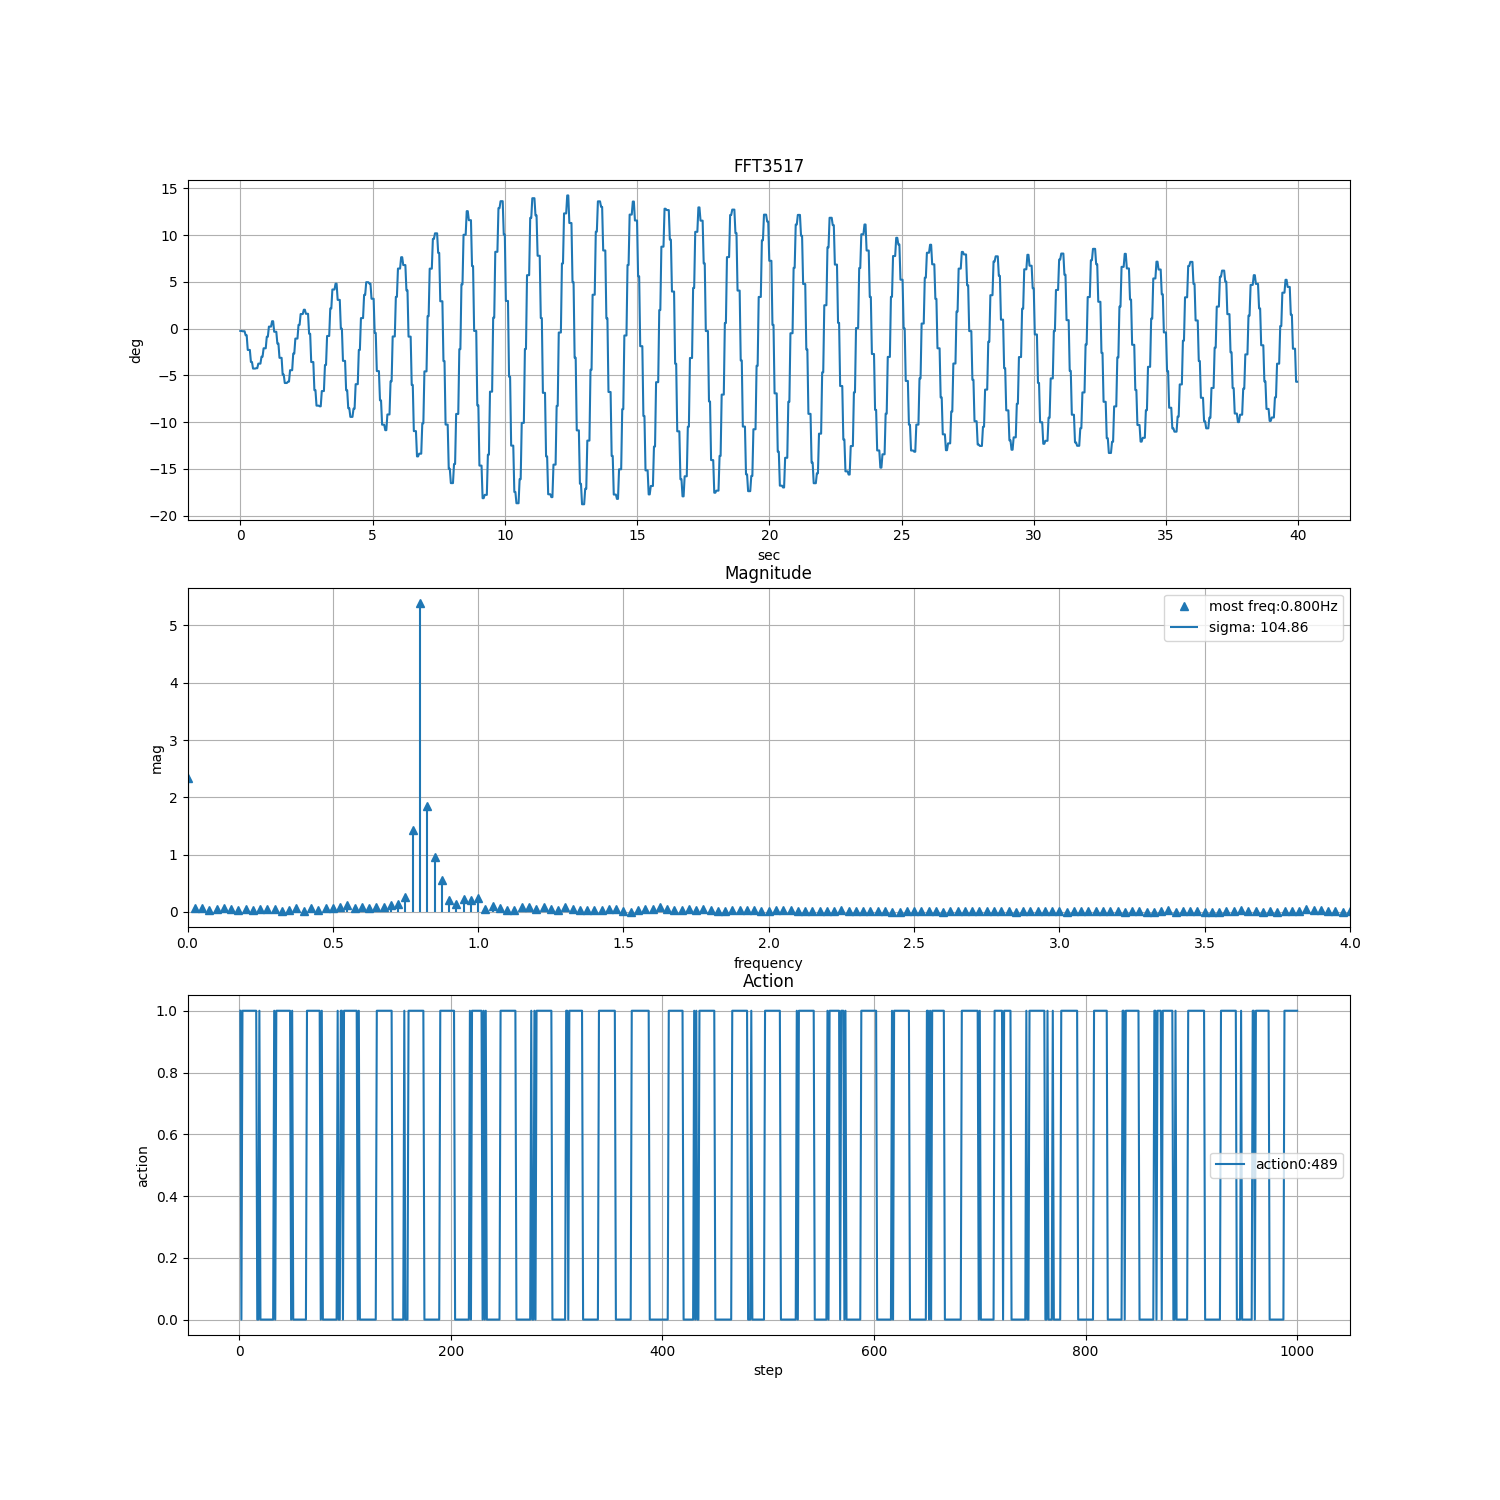 FFT3517
15
10
5
0
−5
−10
−15
−20
deg
0 5 10 15 20 25 30 35 40
sec
Magnitude
most freq:0.800Hz
sigma: 104.86
5
4
3
2
1
0
mag
0.0 0.5 1.0 1.5 2.0 2.5 3.0 3.5 4.0
frequency
Action
1.0
0.8
0.6
0.4
0.2
0.0
action
action0:489
0 200 400 600 800 1000
step